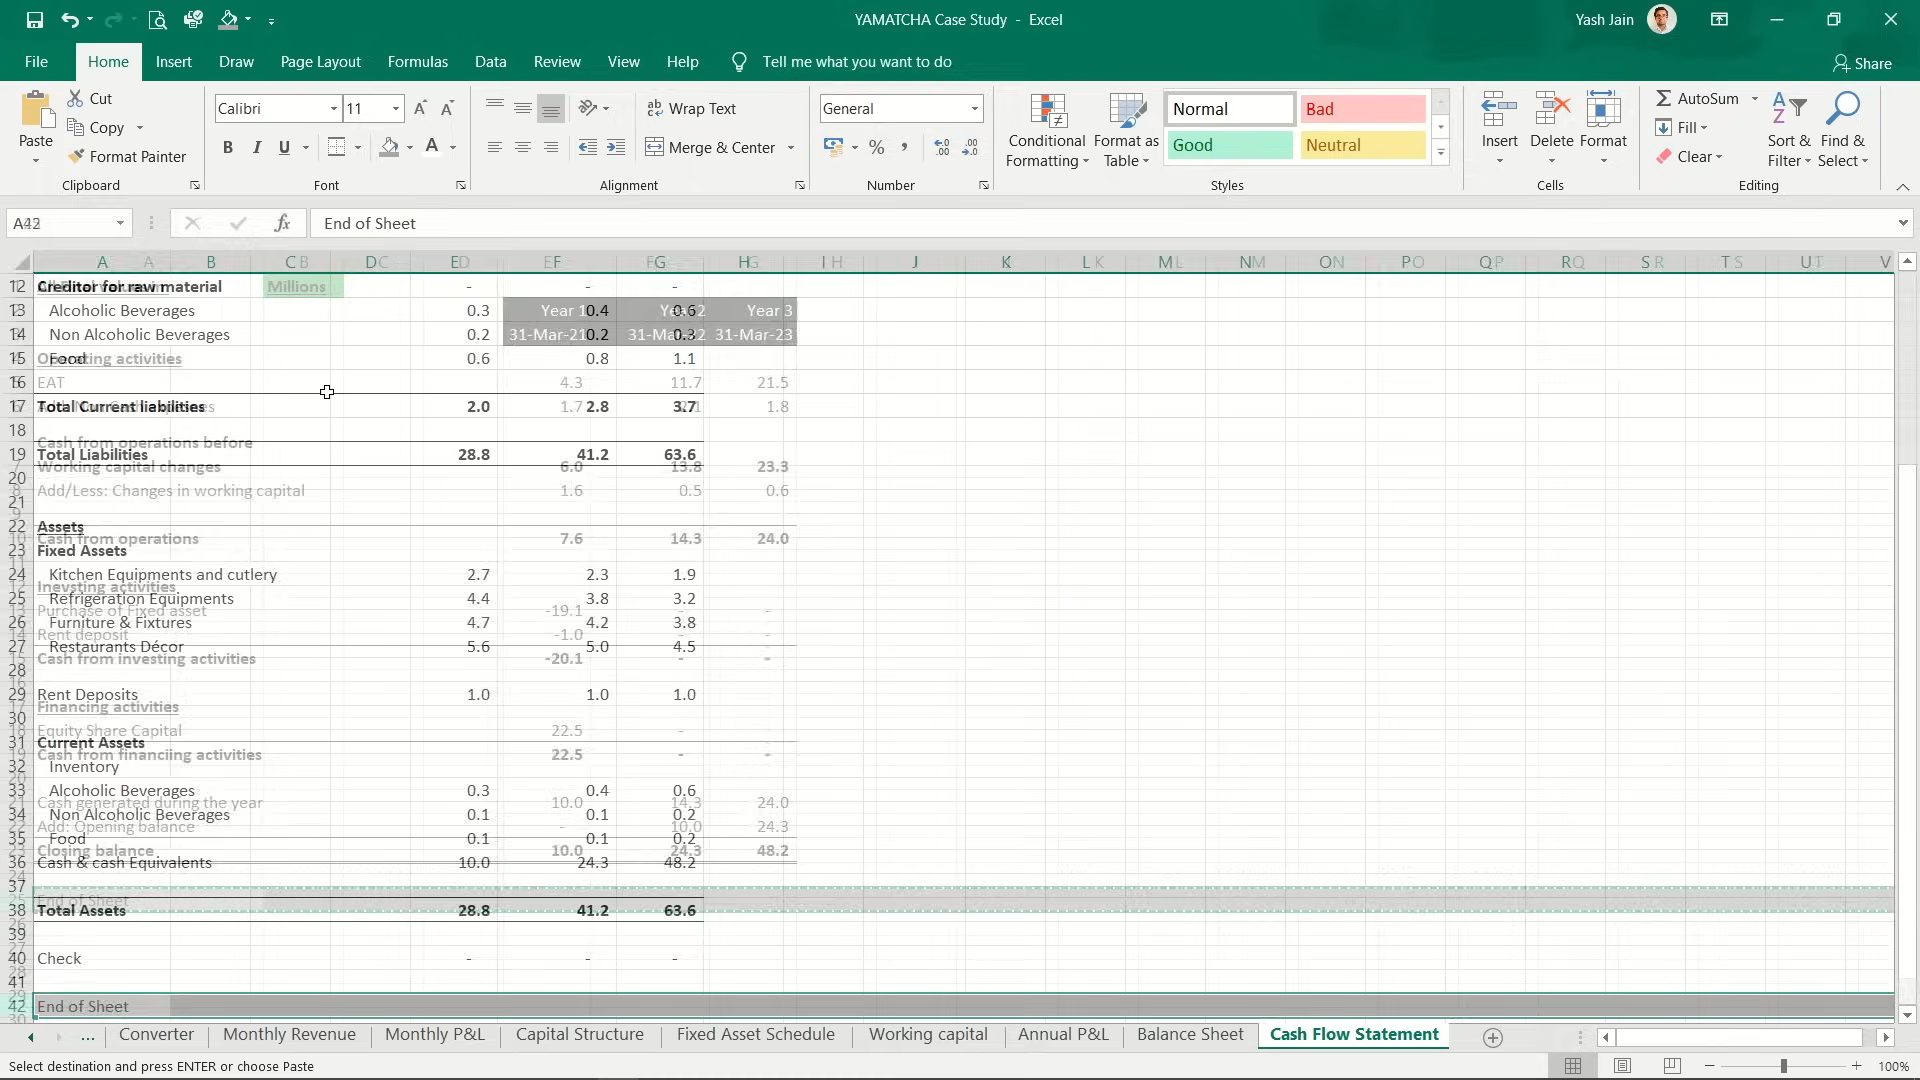 YAMATCHA Case Study - Excel
Yash Jain
File Home Insert Draw Page Layout Formulas Data Review View Help Tell me what you want to do
Share
Paste
Cut
Copy
Format Painter
Clipboard
Calibri 11
B I U
Font
Wrap Text
Merge & Center
Alignment
General
Number
Conditional Formatting
Format as Table
Normal Bad
Good Neutral
Styles
Insert Delete Format
Cells
AutoSum
Fill
Clear
Sort & Filter
Find & Select
Editing
End of Sheet
12 Creditor for raw material - - -
Millions
13 Alcoholic Beverages 0.3 0.4 0.6
Year 1 Year 2 Year 3
14 Non Alcoholic Beverages 0.2 0.2 0.3
31-Mar-21 31-Mar-22 31-Mar-23
15 Food 0.6 0.8 1.1
Operating activities
16
EAT 4.3 11.7 21.5
17 Total Current liabilities 2.0 2.8 3.7
1.7 1.8
18
Cash from operations before
19 Total Liabilities 28.8 41.2 63.6
Working capital changes 6.0 13.8 23.3
20
Add/Less: Changes in working capital 1.6 0.5 0.6
21
22 Assets
Cash from operations 7.6 14.3 24.0
23 Fixed Assets
24 Kitchen Equipments and cutlery 2.7 2.3 1.9
Inevsting activities
25 Refrigeration Equipments 4.4 3.8 3.2
Purchase of Fixed asset -19.1 - -
26 Furniture & Fixtures 4.7 4.2 3.8
Rent deposit -1.0 - -
27 Restaurants Décor 5.6 5.0 4.5
Cash from investing activities -20.1 - -
28
29 Rent Deposits 1.0 1.0 1.0
Financing activities
30
Equity Share Capital 22.5 - -
31 Current Assets
Cash from financiing activities 22.5 - -
32 Inventory
33 Alcoholic Beverages 0.3 0.4 0.6
Cash generated during the year 10.0 14.3 24.0
34 Non Alcoholic Beverages 0.1 0.1 0.2
Add: Opening balance - 10.0 24.3
35 Food 0.1 0.1 0.2
Closing balance 10.0 24.3 48.2
36 Cash & cash Equivalents 10.0 24.3 48.2
37
End of Sheet
38 Total Assets 28.8 41.2 63.6
39
40 Check - - -
41
42 End of Sheet
... Converter Monthly Revenue Monthly P&L Capital Structure Fixed Asset Schedule Working capital Annual P&L Balance Sheet Cash Flow Statement
Select destination and press ENTER or choose Paste
100%